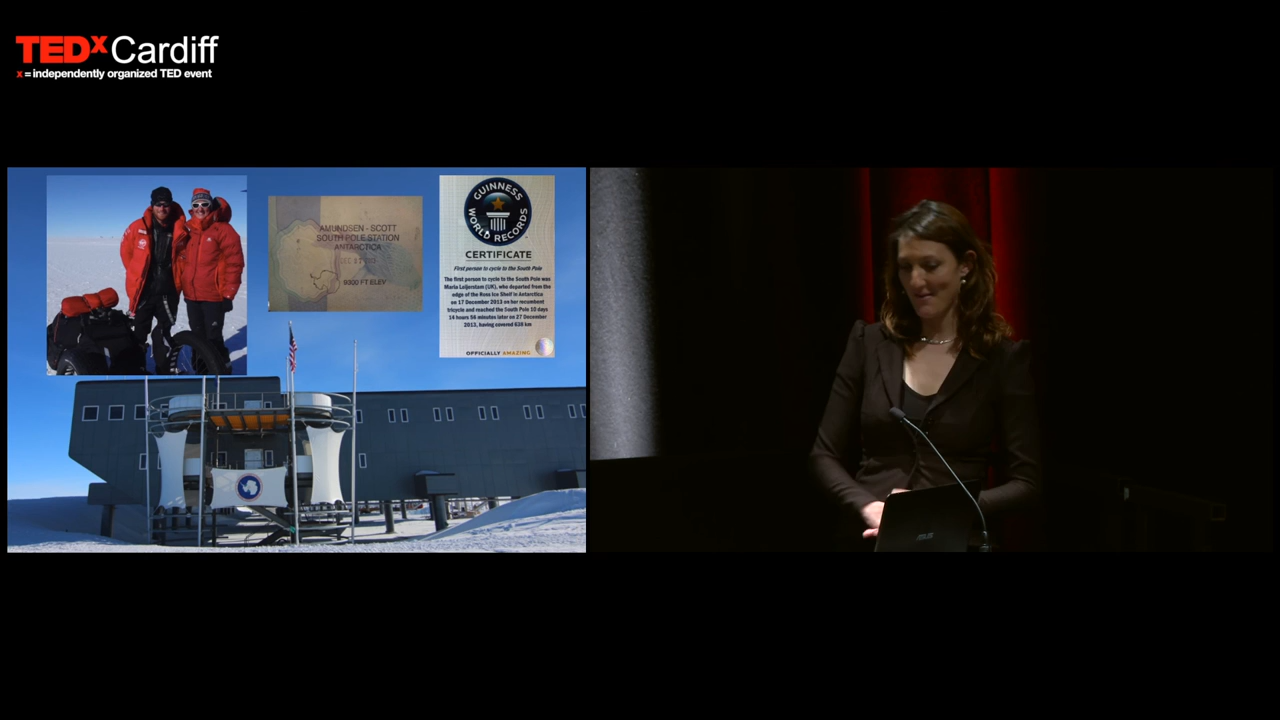 TEDx Cardiff
x = independently organized TED event
AMUNDSEN - SCOTT
SOUTH POLE STATION
ANTARCTICA
9300 FT ELEV
GUINNESS
WORLD RECORDS
CERTIFICATE
First person to cycle to the South Pole
The first person to cycle to the South Pole was
Maria Leijerstam (UK), who departed from the
edge of the Ross Ice Shelf in Antarctica
on 17 December 2013 on her recumbent
tricycle and reached the South Pole 10 days
14 hours 56 minutes later on 27 December
2013, having covered 638 km
OFFICIALLY AMAZING